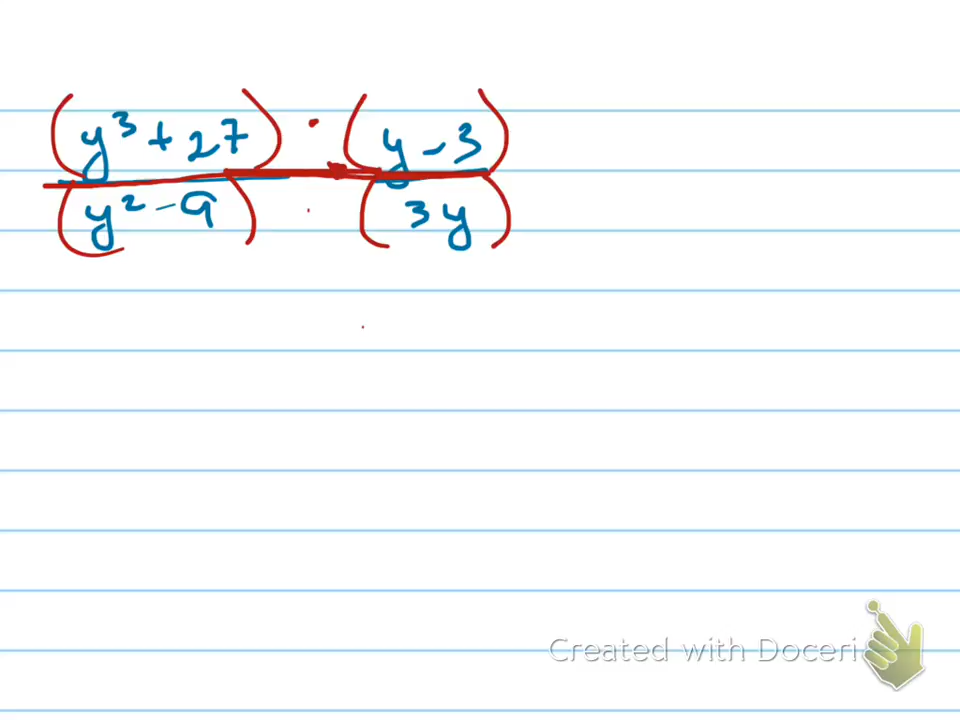 (y³ + 27) · (y - 3)
(y² - 9) · (3y)
Created with Doceri